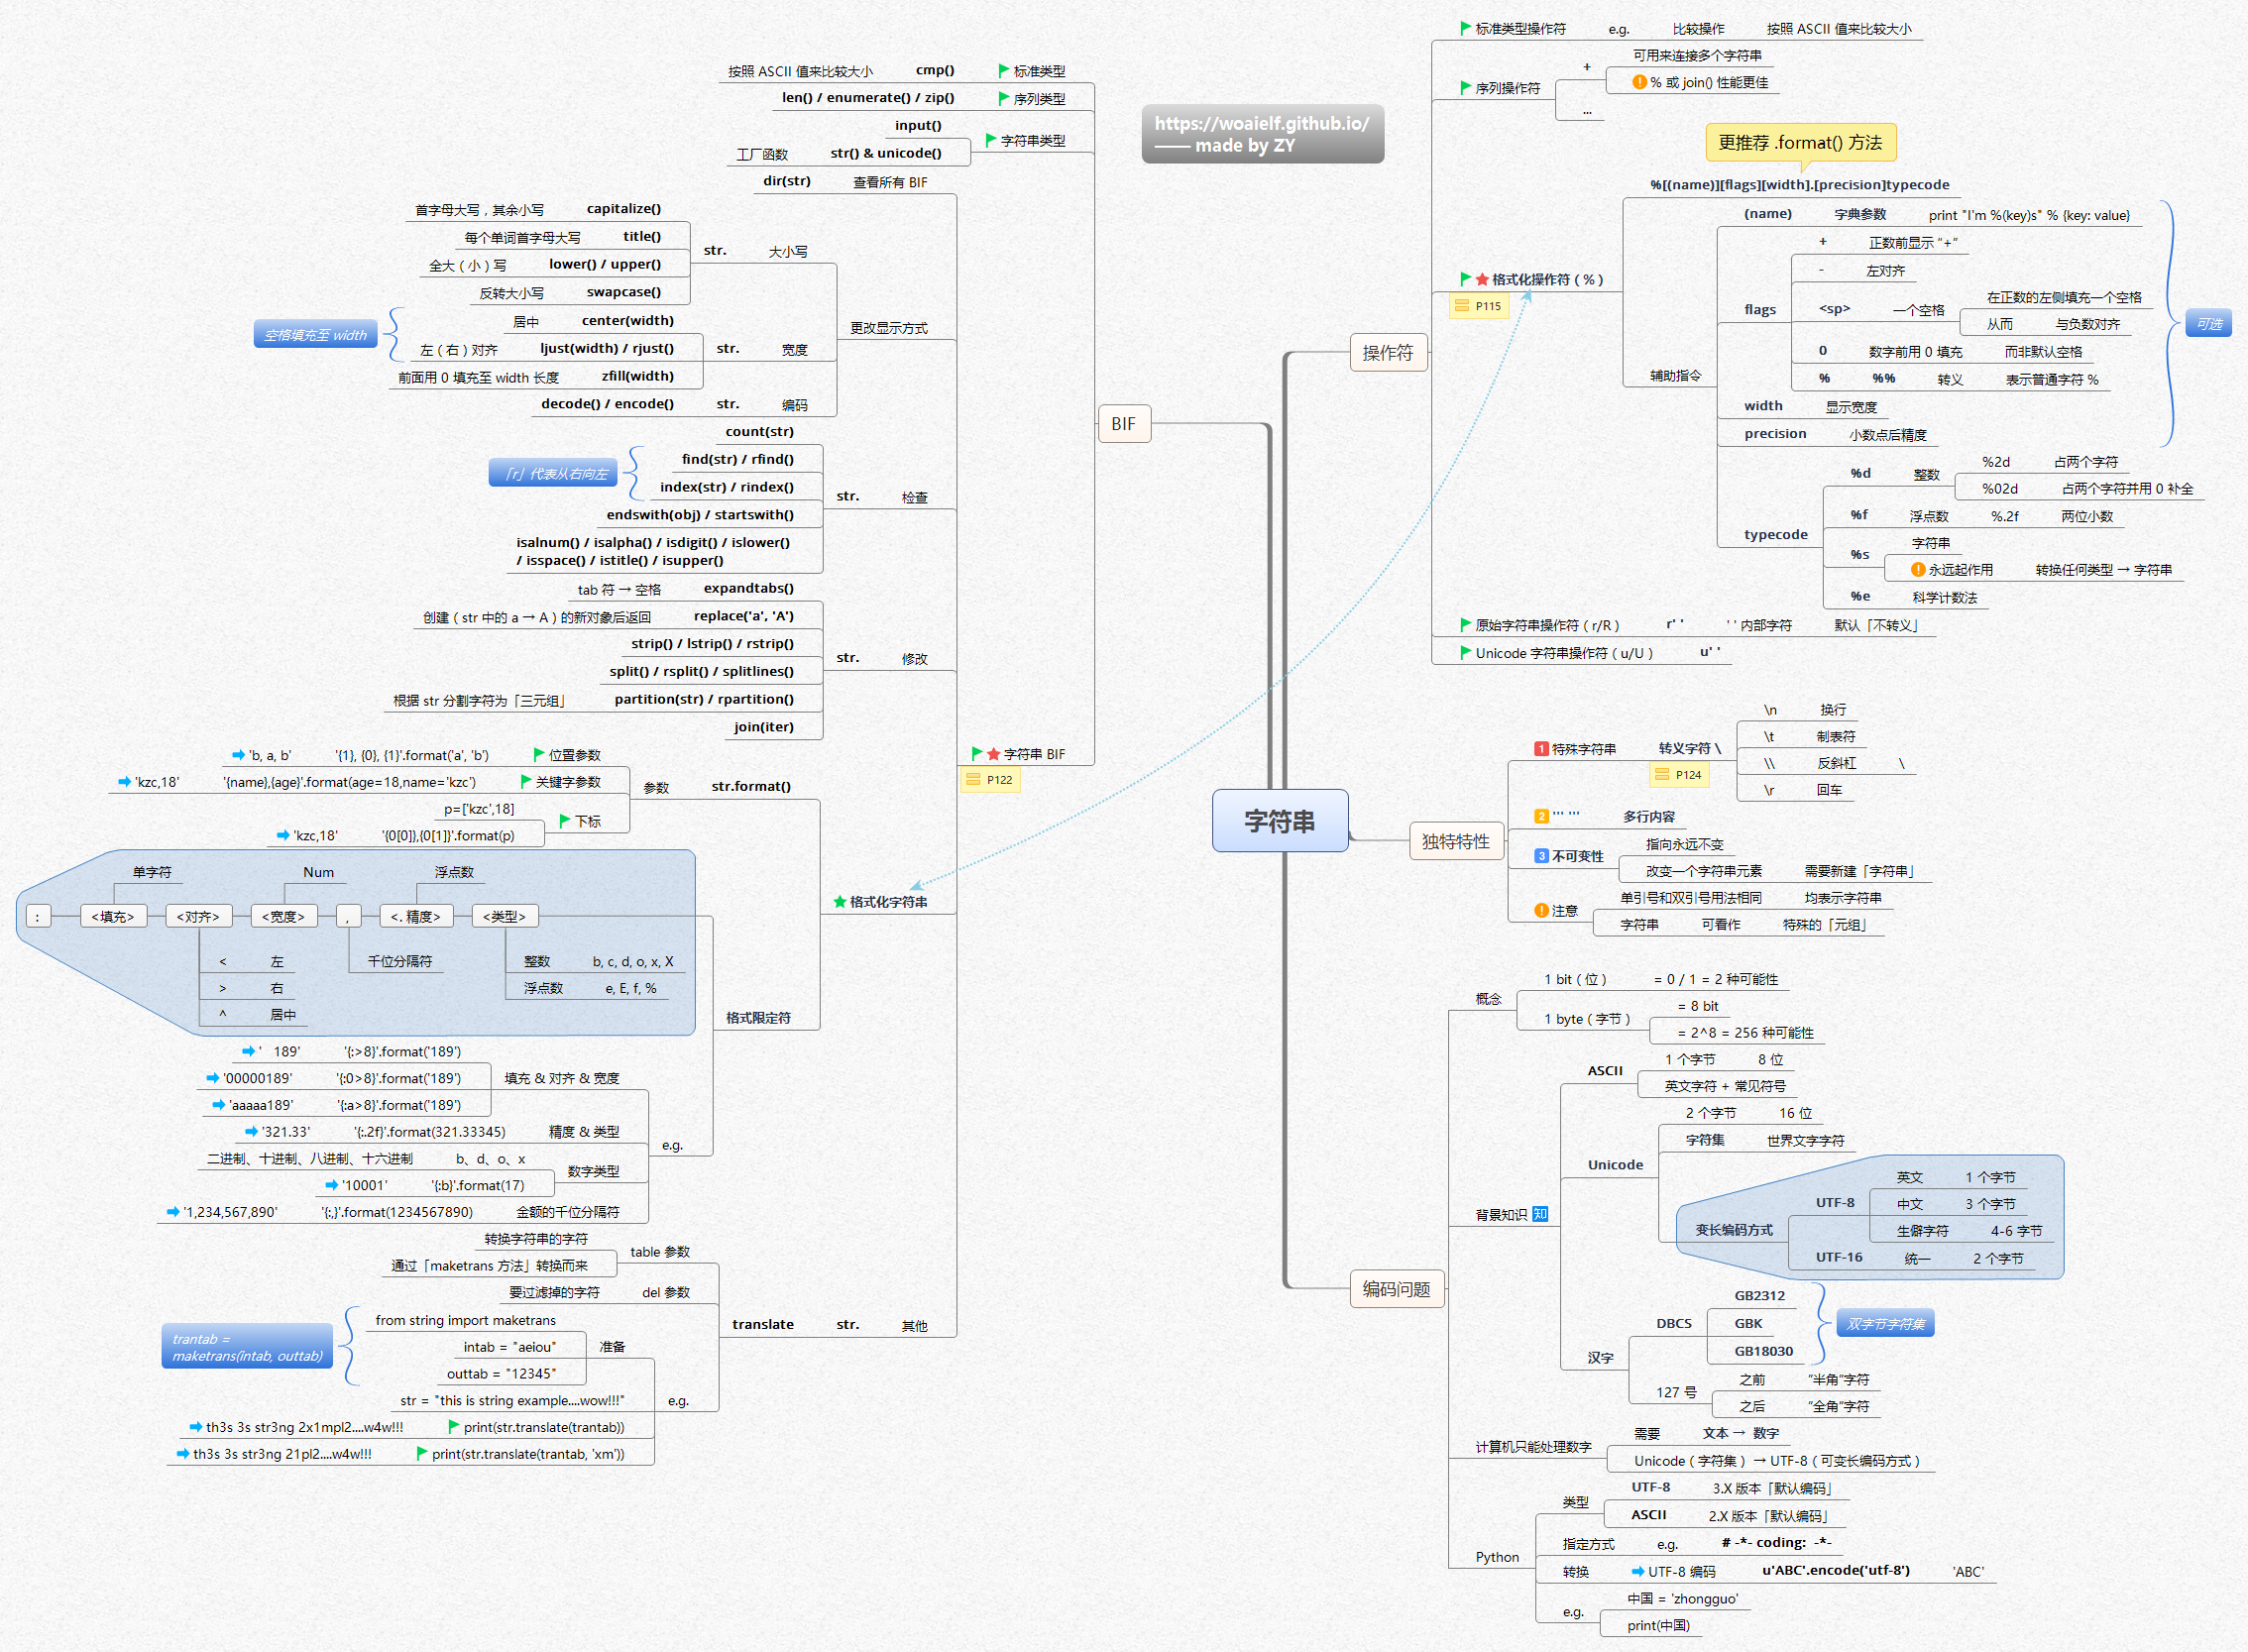 字符串
https://woaielf.github.io/
—— made by ZY
BIF
标准类型
cmp()
按照 ASCII 值来比较大小
序列类型
len() / enumerate() / zip()
字符串类型
input()
str() & unicode()
工厂函数
字符串 BIF
P122
查看所有 BIF
dir(str)
更改显示方式
大小写
str.
capitalize()
首字母大写，其余小写
title()
每个单词首字母大写
lower() / upper()
全大（小）写
swapcase()
反转大小写
宽度
str.
center(width)
居中
ljust(width) / rjust()
左（右）对齐
空格填充至 width
zfill(width)
前面用 0 填充至 width 长度
编码
str.
decode() / encode()
检查
str.
count(str)
find(str) / rfind()
index(str) / rindex()
「r」代表从右向左
endswith(obj) / startswith()
isalnum() / isalpha() / isdigit() / islower()
/ isspace() / istitle() / isupper()
修改
str.
expandtabs()
tab 符 → 空格
replace('a', 'A')
创建（str 中的 a → A）的新对象后返回
strip() / lstrip() / rstrip()
split() / rsplit() / splitlines()
partition(str) / rpartition()
根据 str 分割字符为「三元组」
join(iter)
格式化字符串
str.format()
参数
位置参数
'{1}, {0}, {1}'.format('a', 'b')
'b, a, b'
关键字参数
'{name},{age}'.format(age=18,name='kzc')
'kzc,18'
下标
p=['kzc',18]
'{0[0]},{0[1]}'.format(p)
'kzc,18'
格式限定符
:
<填充>
单字符
<对齐>
< 左
> 右
^ 居中
<宽度>
Num
,
千位分隔符
<. 精度>
浮点数
<类型>
整数 b, c, d, o, x, X
浮点数 e, E, f, %
e.g.
填充 & 对齐 & 宽度
'{:>8}'.format('189')
'   189'
'{:0>8}'.format('189')
'00000189'
'{:a>8}'.format('189')
'aaaaa189'
精度 & 类型
'{:.2f}'.format(321.33345)
'321.33'
数字类型
b、d、o、x
二进制、十进制、八进制、十六进制
'{:b}'.format(17)
'10001'
金额的千位分隔符
'{:,}'.format(1234567890)
'1,234,567,890'
其他
str.
translate
table 参数
转换字符串的字符
通过「maketrans 方法」转换而来
del 参数
要过滤掉的字符
e.g.
准备
from string import maketrans
intab = "aeiou"
outtab = "12345"
trantab =
maketrans(intab, outtab)
str = "this is string example....wow!!!"
print(str.translate(trantab))
th3s 3s str3ng 2x1mpl2....w4w!!!
print(str.translate(trantab, 'xm'))
th3s 3s str3ng 21pl2....w4w!!!
操作符
标准类型操作符 e.g. 比较操作 按照 ASCII 值来比较大小
序列操作符
+
可用来连接多个字符串
% 或 join() 性能更佳
...
格式化操作符（%）
P115
更推荐 .format() 方法
%[(name)][flags][width].[precision]typecode
辅助指令
(name) 字典参数 print "I'm %(key)s" % {key: value}
flags
+ 正数前显示 “+”
- 左对齐
<sp> 一个空格
在正数的左侧填充一个空格
从而 与负数对齐
0 数字前用 0 填充 而非默认空格
% %% 转义 表示普通字符 %
width 显示宽度
precision 小数点后精度
可选
typecode
%d 整数
%2d 占两个字符
%02d 占两个字符并用 0 补全
%f 浮点数 %.2f 两位小数
%s
字符串
永远起作用 转换任何类型 → 字符串
%e 科学计数法
原始字符串操作符（r/R） r' ' ' ' 内部字符 默认「不转义」
Unicode 字符串操作符（u/U） u' '
独特特性
1 特殊字符串 转义字符 \
P124
\n 换行
\t 制表符
\\ 反斜杠 \
\r 回车
2 ''' ''' 多行内容
3 不可变性
指向永远不变
改变一个字符串元素 需要新建「字符串」
注意
单引号和双引号用法相同 均表示字符串
字符串 可看作 特殊的「元组」
编码问题
概念
1 bit（位） = 0 / 1 = 2 种可能性
1 byte（字节）
= 8 bit
= 2^8 = 256 种可能性
背景知识 知
ASCII
1 个字节 8 位
英文字符 + 常见符号
Unicode
2 个字节 16 位
字符集 世界文字字符
变长编码方式
UTF-8
英文 1 个字节
中文 3 个字节
生僻字符 4-6 字节
UTF-16 统一 2 个字节
汉字
DBCS
GB2312
GBK
GB18030
双字节字符集
127 号
之前 “半角”字符
之后 “全角”字符
计算机只能处理数字
需要 文本 → 数字
Unicode（字符集） → UTF-8（可变长编码方式）
Python
类型
UTF-8 3.X 版本「默认编码」
ASCII 2.X 版本「默认编码」
指定方式 e.g. # -*- coding: -*-
转换 UTF-8 编码 u'ABC'.encode('utf-8') 'ABC'
e.g.
中国 = 'zhongguo'
print(中国)